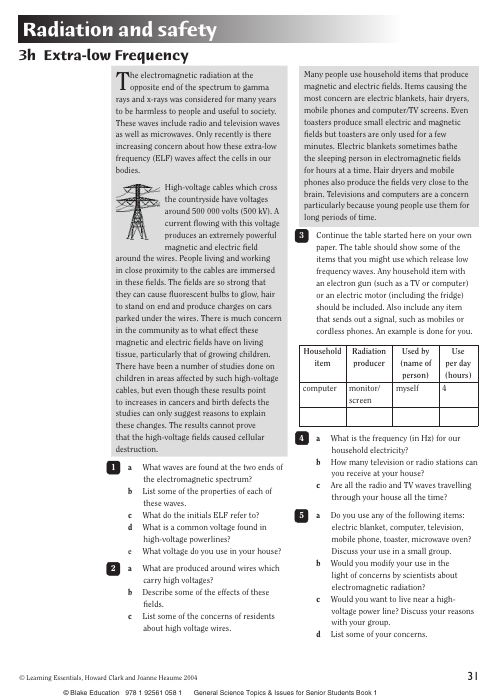 Radiation and safety
3h Extra-low Frequency
The electromagnetic radiation at the
opposite end of the spectrum to gamma
rays and x-rays was considered for many years
to be harmless to people and useful to society.
These waves include radio and television waves
as well as microwaves. Only recently is there
increasing concern about how these extra-low
frequency (ELF) waves affect the cells in our
bodies.
High-voltage cables which cross
the countryside have voltages
around 500 000 volts (500 kV). A
current flowing with this voltage
produces an extremely powerful
magnetic and electric field
around the wires. People living and working
in close proximity to the cables are immersed
in these fields. The fields are so strong that
they can cause fluorescent bulbs to glow, hair
to stand on end and produce charges on cars
parked under the wires. There is much concern
in the community as to what effect these
magnetic and electric fields have on living
tissue, particularly that of growing children.
There have been a number of studies done on
children in areas affected by such high-voltage
cables, but even though these results point
to increases in cancers and birth defects the
studies can only suggest reasons to explain
these changes. The results cannot prove
that the high-voltage fields caused cellular
destruction.
1 a What waves are found at the two ends of
the electromagnetic spectrum?
b List some of the properties of each of
these waves.
c What do the initials ELF refer to?
d What is a common voltage found in
high-voltage powerlines?
e What voltage do you use in your house?
2 a What are produced around wires which
carry high voltages?
b Describe some of the effects of these
fields.
c List some of the concerns of residents
about high voltage wires.
Many people use household items that produce
magnetic and electric fields. Items causing the
most concern are electric blankets, hair dryers,
mobile phones and computer/TV screens. Even
toasters produce small electric and magnetic
fields but toasters are only used for a few
minutes. Electric blankets sometimes bathe
the sleeping person in electromagnetic fields
for hours at a time. Hair dryers and mobile
phones also produce the fields very close to the
brain. Televisions and computers are a concern
particularly because young people use them for
long periods of time.
3 Continue the table started here on your own
paper. The table should show some of the
items that you might use which release low
frequency waves. Any household item with
an electron gun (such as a TV or computer)
or an electric motor (including the fridge)
should be included. Also include any item
that sends out a signal, such as mobiles or
cordless phones. An example is done for you.
Household Radiation Used by Use
item producer (name of per day
person) (hours)
computer monitor/ myself 4
screen
4 a What is the frequency (in Hz) for our
household electricity?
b How many television or radio stations can
you receive at your house?
c Are all the radio and TV waves travelling
through your house all the time?
5 a Do you use any of the following items:
electric blanket, computer, television,
mobile phone, toaster, microwave oven?
Discuss your use in a small group.
b Would you modify your use in the
light of concerns by scientists about
electromagnetic radiation?
c Would you want to live near a high-
voltage power line? Discuss your reasons
with your group.
d List some of your concerns.
© Learning Essentials, Howard Clark and Joanne Heaume 2004
31
© Blake Education 978 1 92561 058 1 General Science Topics & Issues for Senior Students Book 1